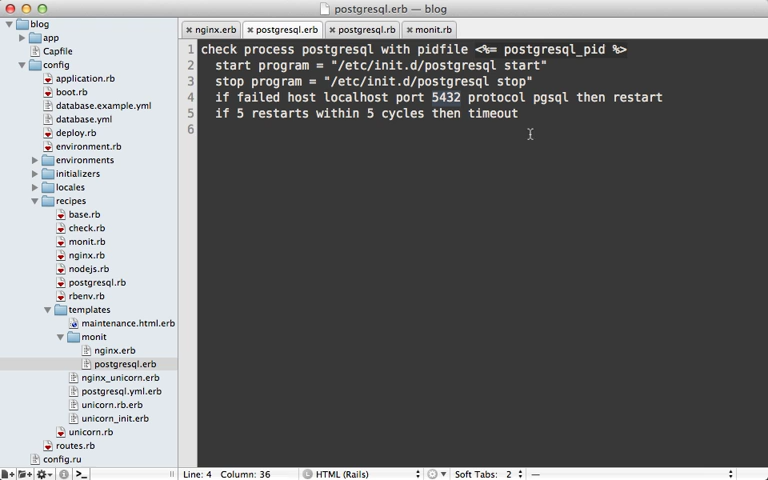 postgresql.erb — blog
nginx.erb
postgresql.erb
postgresql.rb
monit.rb
blog
app
Capfile
config
application.rb
boot.rb
database.example.yml
database.yml
deploy.rb
environment.rb
environments
initializers
locales
recipes
base.rb
check.rb
monit.rb
nginx.rb
nodejs.rb
postgresql.rb
rbenv.rb
templates
maintenance.html.erb
monit
nginx.erb
postgresql.erb
nginx_unicorn.erb
postgresql.yml.erb
unicorn.rb.erb
unicorn_init.erb
unicorn.rb
routes.rb
config.ru
1 check process postgresql with pidfile <%= postgresql_pid %>
2 start program = "/etc/init.d/postgresql start"
3 stop program = "/etc/init.d/postgresql stop"
4 if failed host localhost port 5432 protocol pgsql then restart
5 if 5 restarts within 5 cycles then timeout
6
Line: 4 Column: 36
HTML (Rails)
Soft Tabs: 2
—